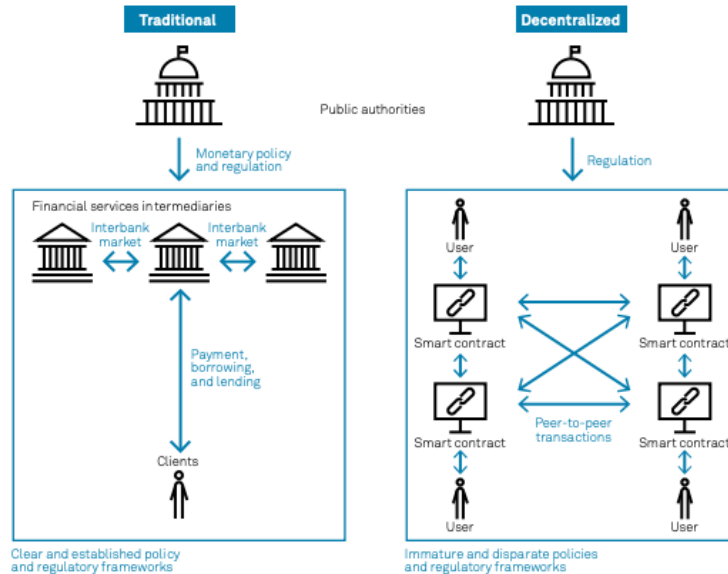 Traditional
Decentralized
Public authorities
Monetary policy
and regulation
Regulation
Financial services intermediaries
Interbank
market
Interbank
market
Payment,
borrowing,
and lending
Clients
User
User
Smart contract
Smart contract
Smart contract
Smart contract
Peer-to-peer
transactions
User
User
Clear and established policy
and regulatory frameworks
Immature and disparate policies
and regulatory frameworks